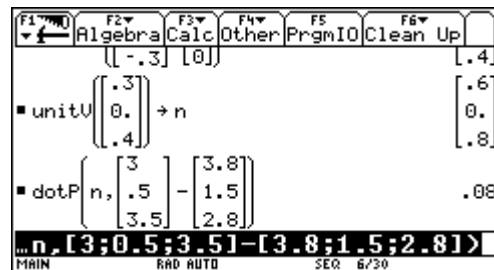 F1 F2 F3 F4 F5 F6
Algebra Calc Other PrgmIO Clean Up
[-.3] [0] [.4]
[.3] [.6]
▪ unitV [0.] → n [0.]
[.4] [.8]
[3] [3.8]
▪ dotP( n, [.5] - [1.5] ) .08
[3.5] [2.8]
…n,[3;0.5;3.5]-[3.8;1.5;2.8])
MAIN RAD AUTO SEQ 6/30